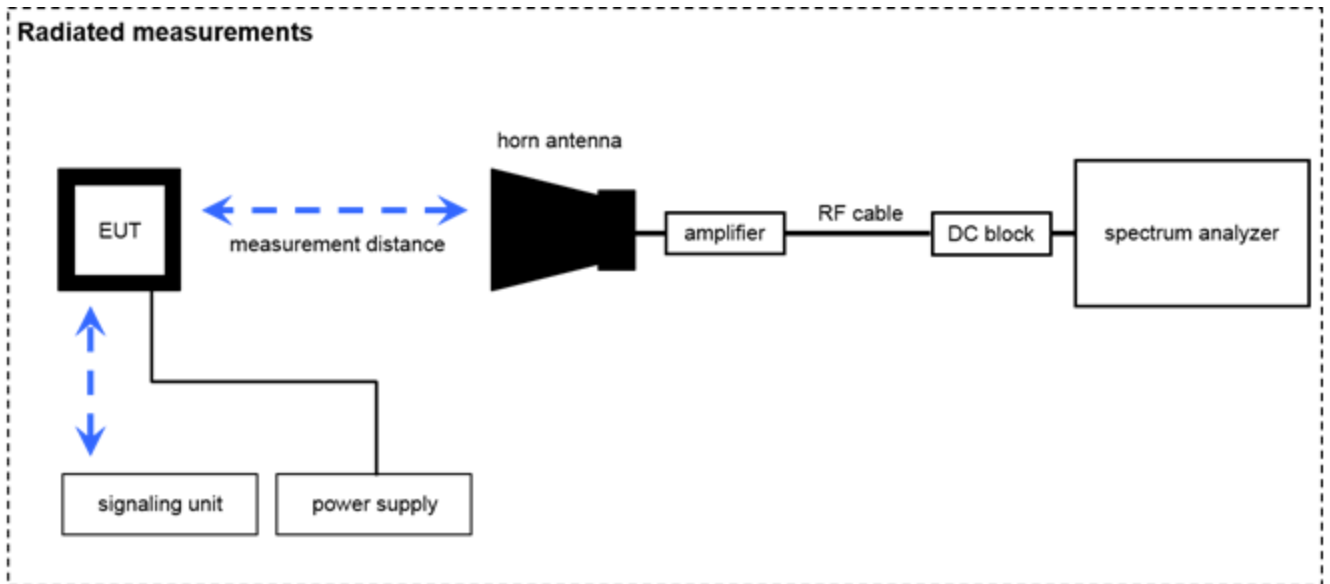 Radiated measurements
horn antenna
EUT
measurement distance
amplifier
RF cable
DC block
spectrum analyzer
signaling unit
power supply